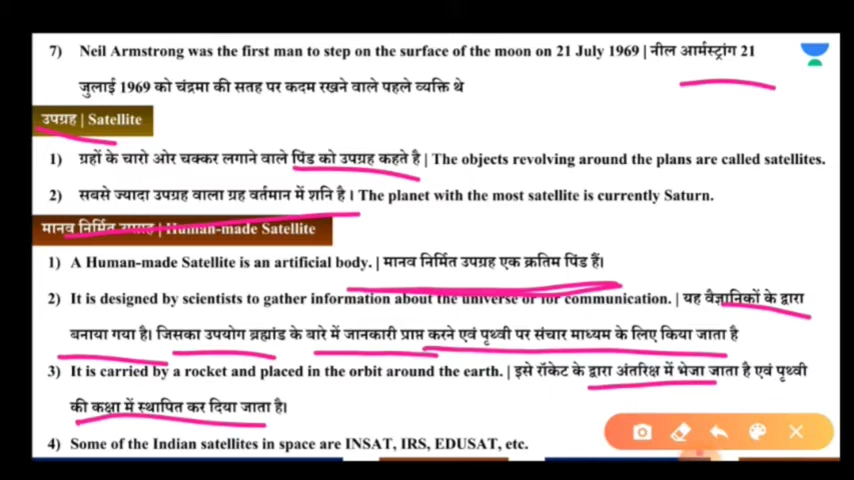 7) Neil Armstrong was the first man to step on the surface of the moon on 21 July 1969 | नील आर्मस्ट्रांग 21
जुलाई 1969 को चंद्रमा की सतह पर कदम रखने वाले पहले व्यक्ति थे
उपग्रह | Satellite
1) ग्रहों के चारो ओर चक्कर लगाने वाले पिंड को उपग्रह कहते है | The objects revolving around the plans are called satellites.
2) सबसे ज्यादा उपग्रह वाला ग्रह वर्तमान में शनि है। The planet with the most satellite is currently Saturn.
मानव निर्मित उपग्रह | Human-made Satellite
1) A Human-made Satellite is an artificial body. | मानव निर्मित उपग्रह एक क्रतिम पिंड हैं।
2) It is designed by scientists to gather information about the universe or for communication. | यह वैज्ञानिकों के द्वारा
बनाया गया है। जिसका उपयोग ब्रह्मांड के बारे में जानकारी प्राप्त करने एवं पृथ्वी पर संचार माध्यम के लिए किया जाता है
3) It is carried by a rocket and placed in the orbit around the earth. | इसे रॉकेट के द्वारा अंतरिक्ष में भेजा जाता है एवं पृथ्वी
की कक्षा में स्थापित कर दिया जाता है।
4) Some of the Indian satellites in space are INSAT, IRS, EDUSAT, etc.